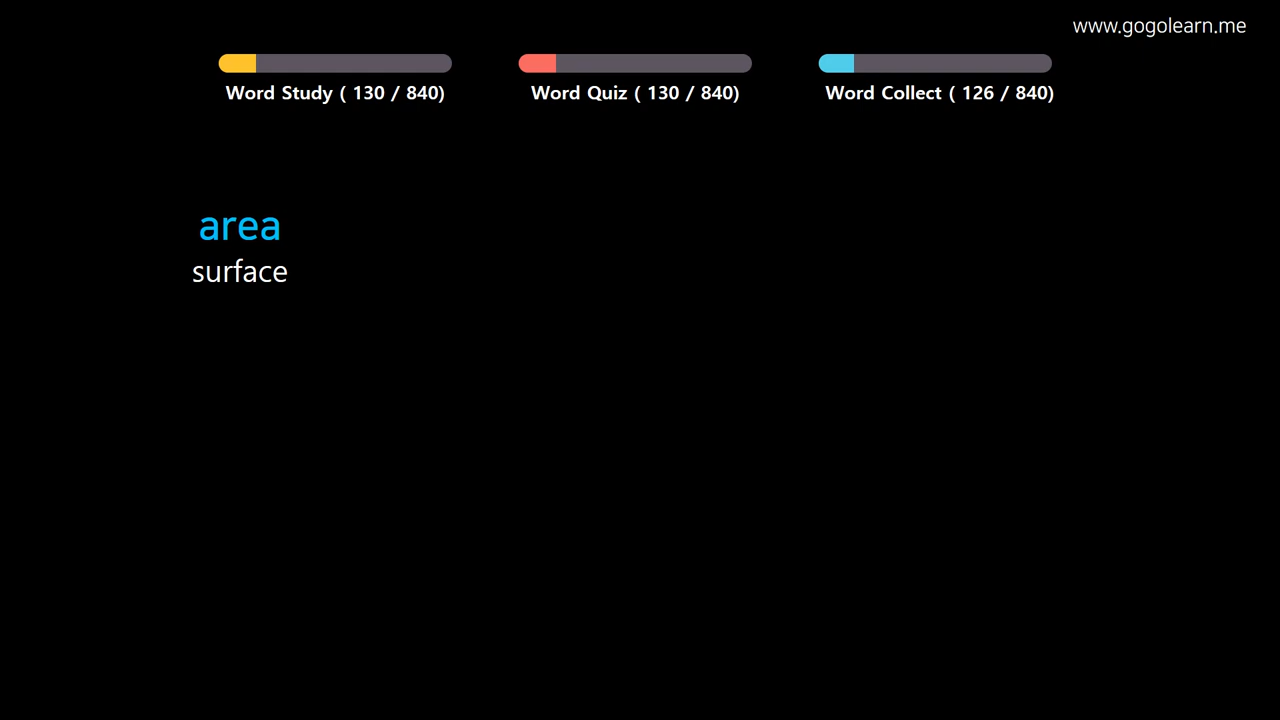 www.gogolearn.me
Word Study ( 130 / 840)
Word Quiz ( 130 / 840)
Word Collect ( 126 / 840)
area
surface